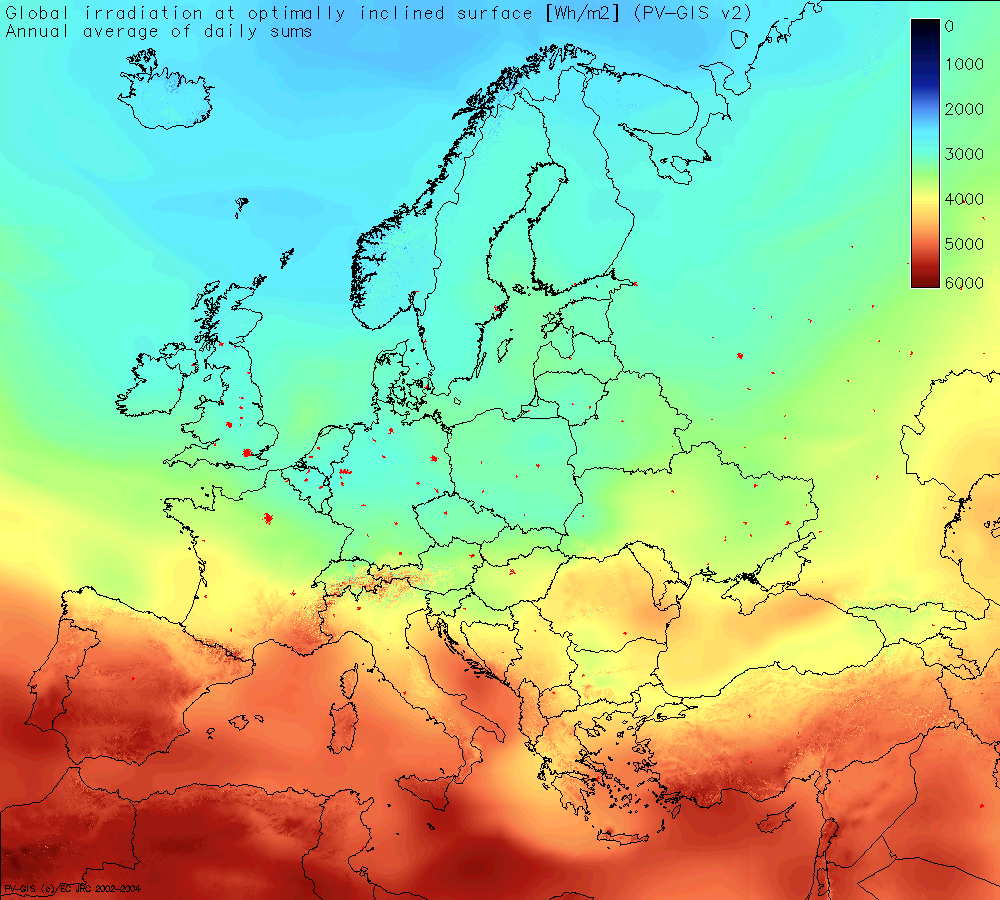 Global irradiation at optimally inclined surface [Wh/m2] (PV-GIS v2)
Annual average of daily sums
0
1000
2000
3000
4000
5000
6000
PV-GIS (c)/EC JRC 2002-2004